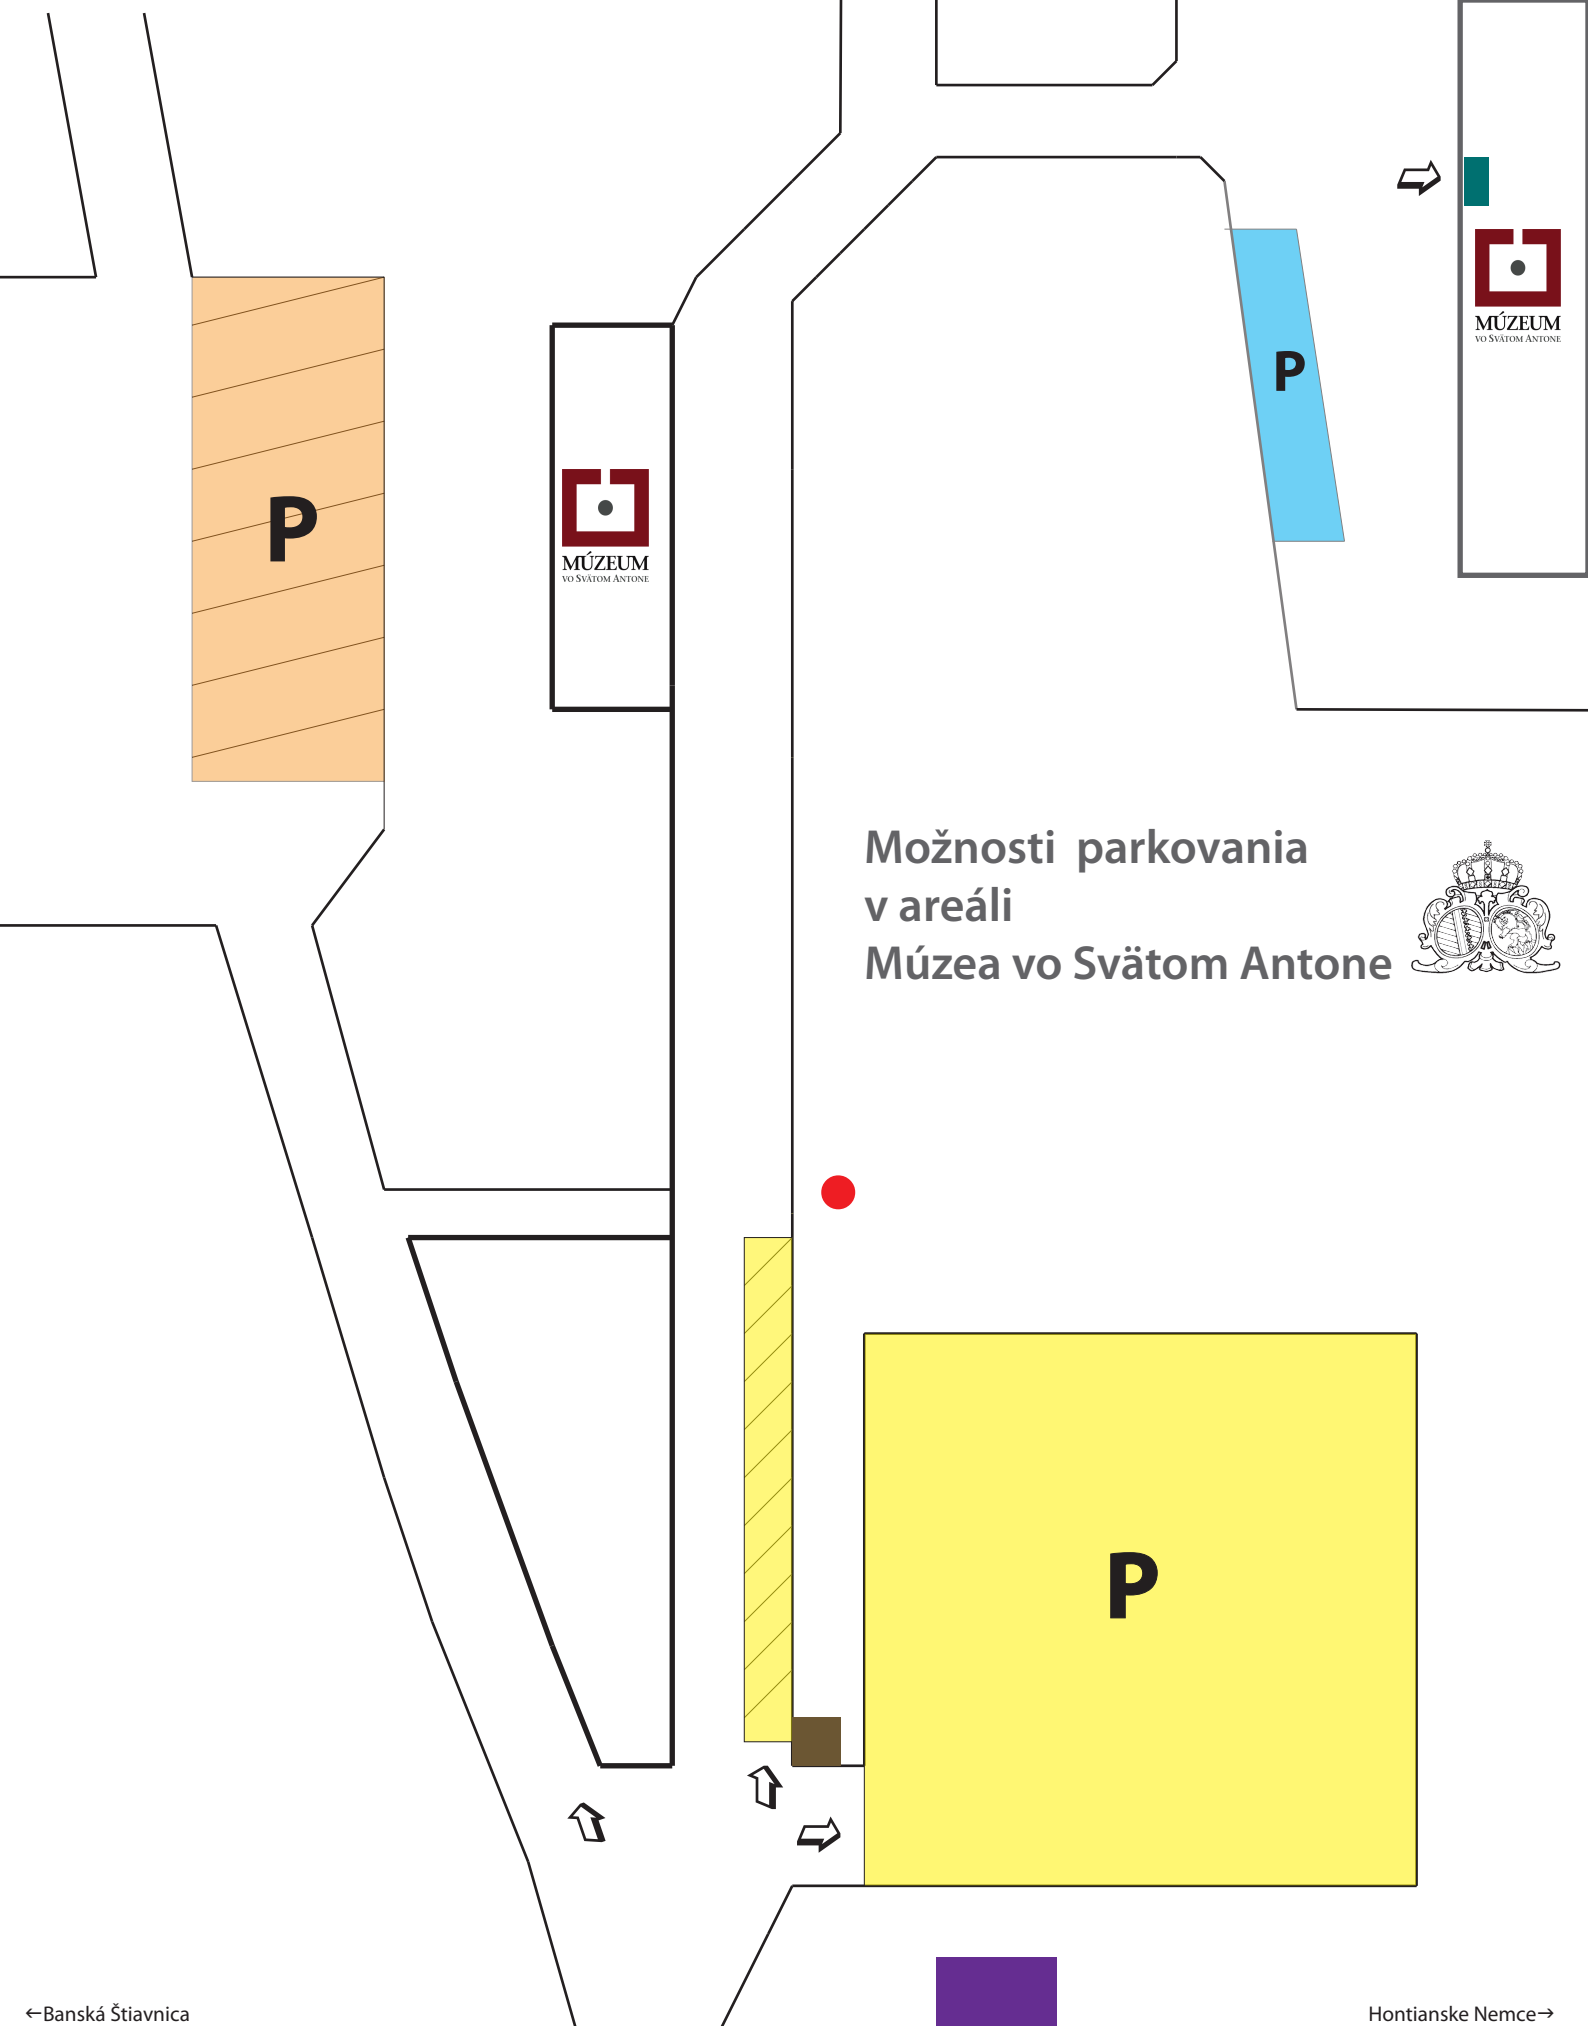 P
MÚZEUM
VO SVÄTOM ANTONE
P
MÚZEUM
VO SVÄTOM ANTONE
P
Možnosti parkovania
v areáli
Múzea vo Svätom Antone
P
←Banská Štiavnica
Hontianske Nemce→